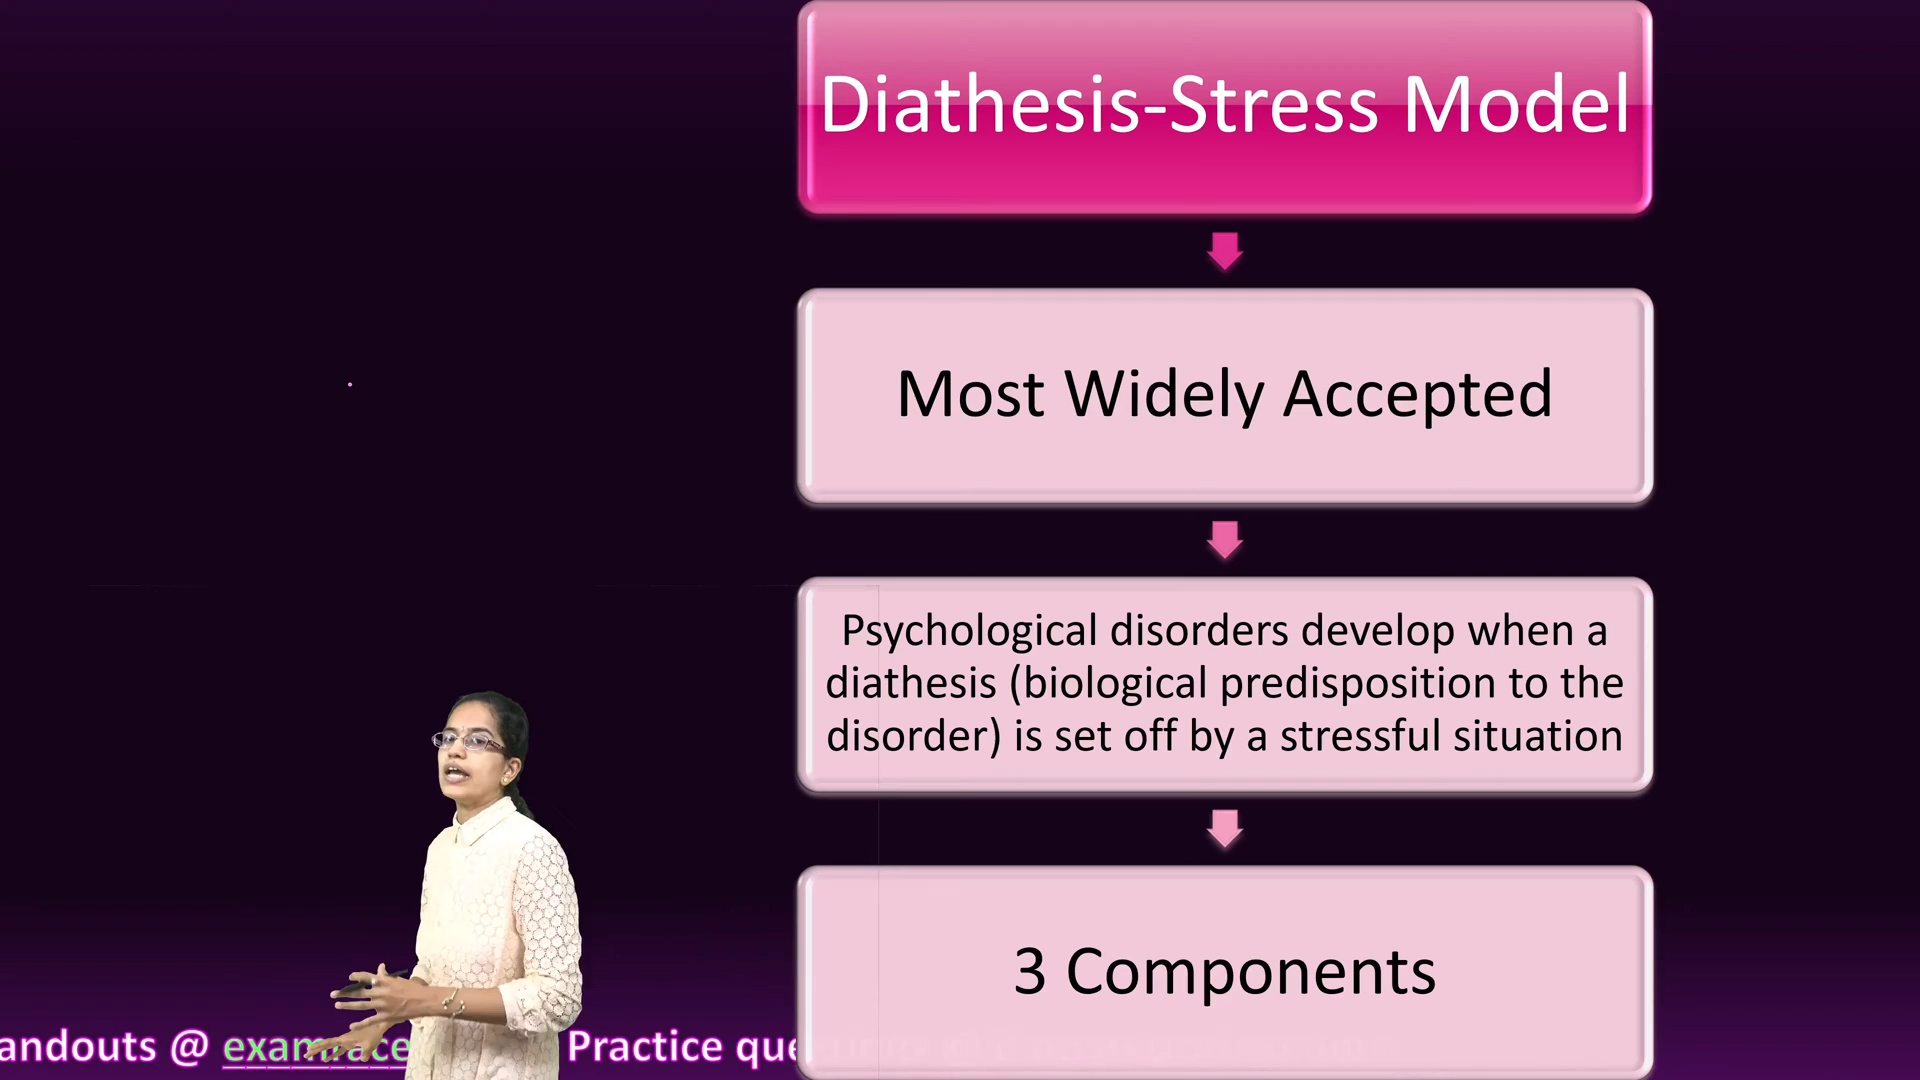 Diathesis-Stress Model
Most Widely Accepted
Psychological disorders develop when a
diathesis (biological predisposition to the
disorder) is set off by a stressful situation
3 Components
andouts @ examrace
Practice que